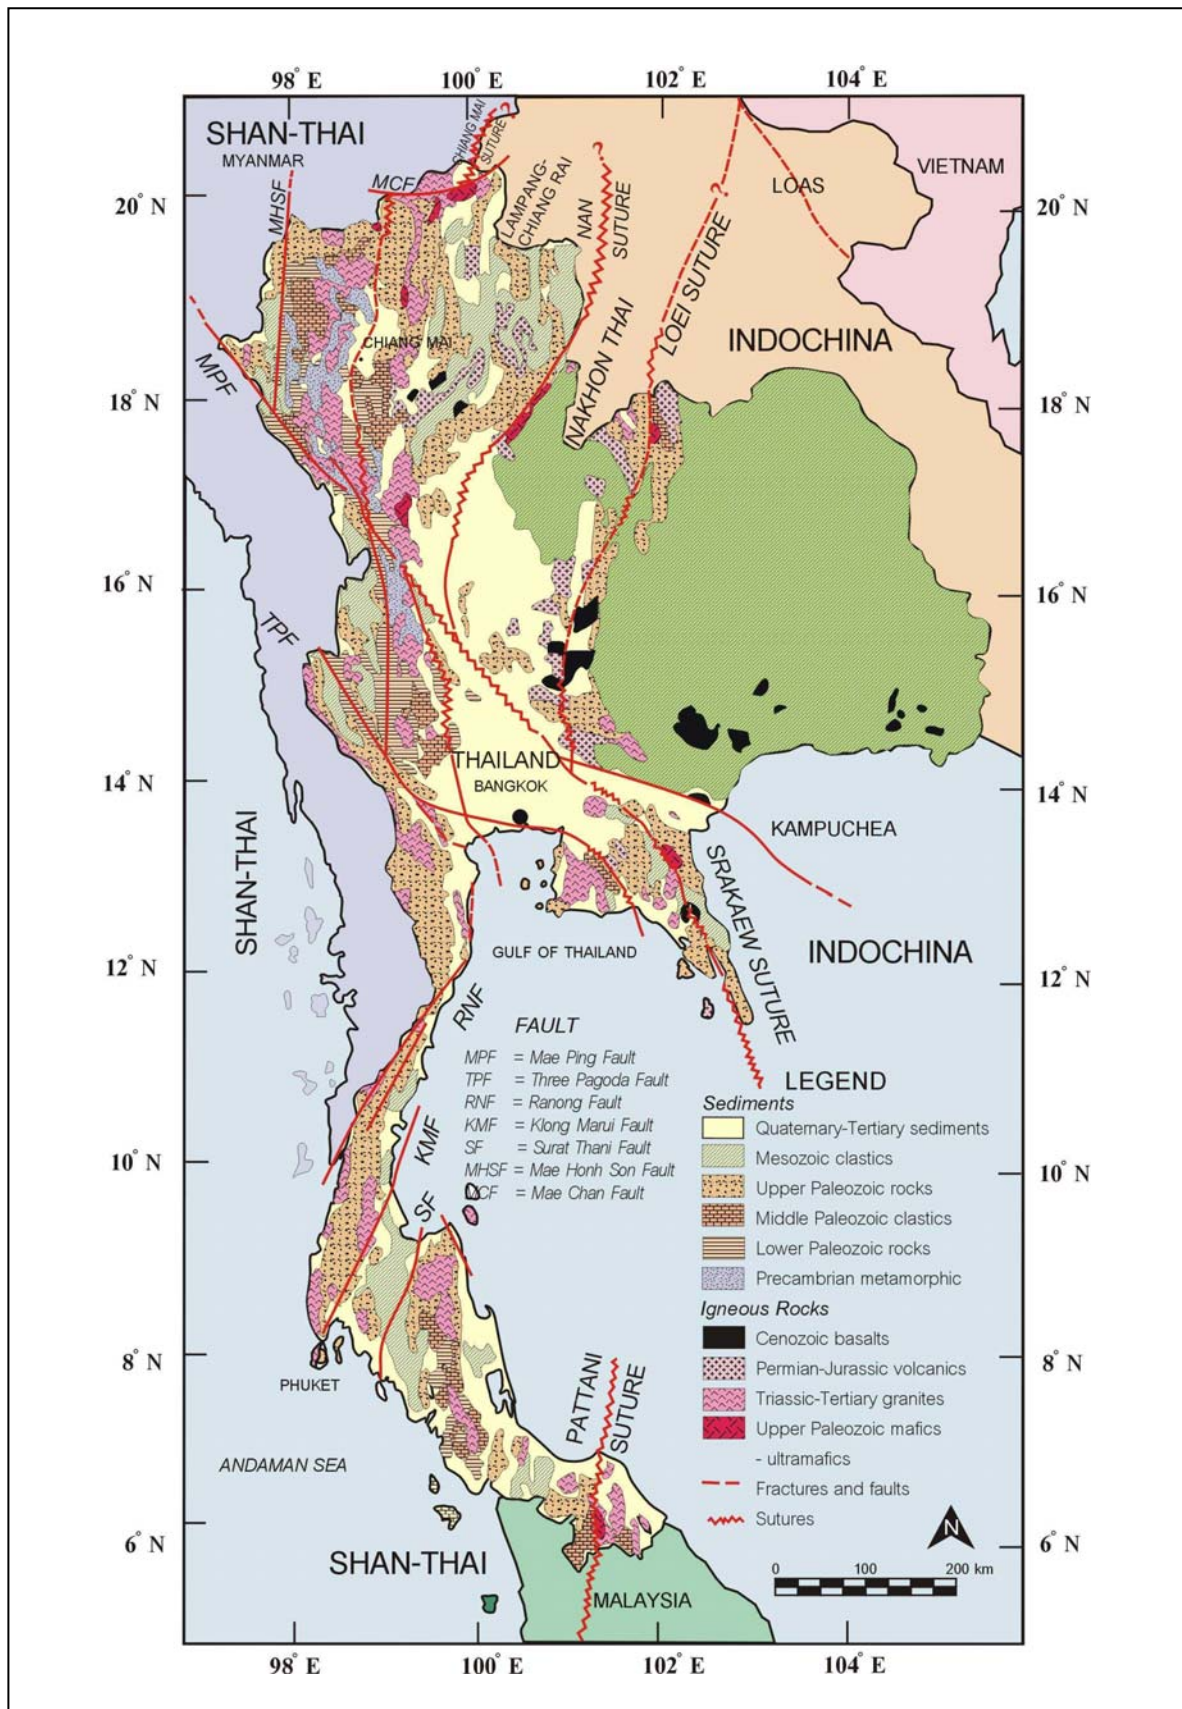 98° E 100° E 102° E 104° E
SHAN-THAI
MYANMAR
MHSF
MCF
CHIANG MAI
SUTURE ?
LAMPANG-
CHIANG RAI
NAN
SUTURE
?
LOEI SUTURE ?
LOAS
VIETNAM
20° N
20° N
NAKHON THAI
INDOCHINA
CHIANG MAI
MPF
18° N
18° N
16° N
16° N
TPF
THAILAND
BANGKOK
14° N
14° N
KAMPUCHEA
SHAN-THAI
SRAKAEW SUTURE
GULF OF THAILAND
INDOCHINA
12° N
12° N
RNF
FAULT
MPF = Mae Ping Fault
TPF = Three Pagoda Fault
RNF = Ranong Fault
KMF = Klong Marui Fault
SF = Surat Thani Fault
MHSF = Mae Honh Son Fault
MCF = Mae Chan Fault
KMF
SF
10° N
10° N
LEGEND
Sediments
Quaternary-Tertiary sediments
Mesozoic clastics
Upper Paleozoic rocks
Middle Paleozoic clastics
Lower Paleozoic rocks
Precambrian metamorphic
Igneous Rocks
Cenozoic basalts
Permian-Jurassic volcanics
Triassic-Tertiary granites
Upper Paleozoic mafics
- ultramafics
Fractures and faults
Sutures
8° N
8° N
PHUKET
PATTANI
SUTURE
ANDAMAN SEA
6° N
6° N
N
0 100 200 km
SHAN-THAI
MALAYSIA
98° E 100° E 102° E 104° E